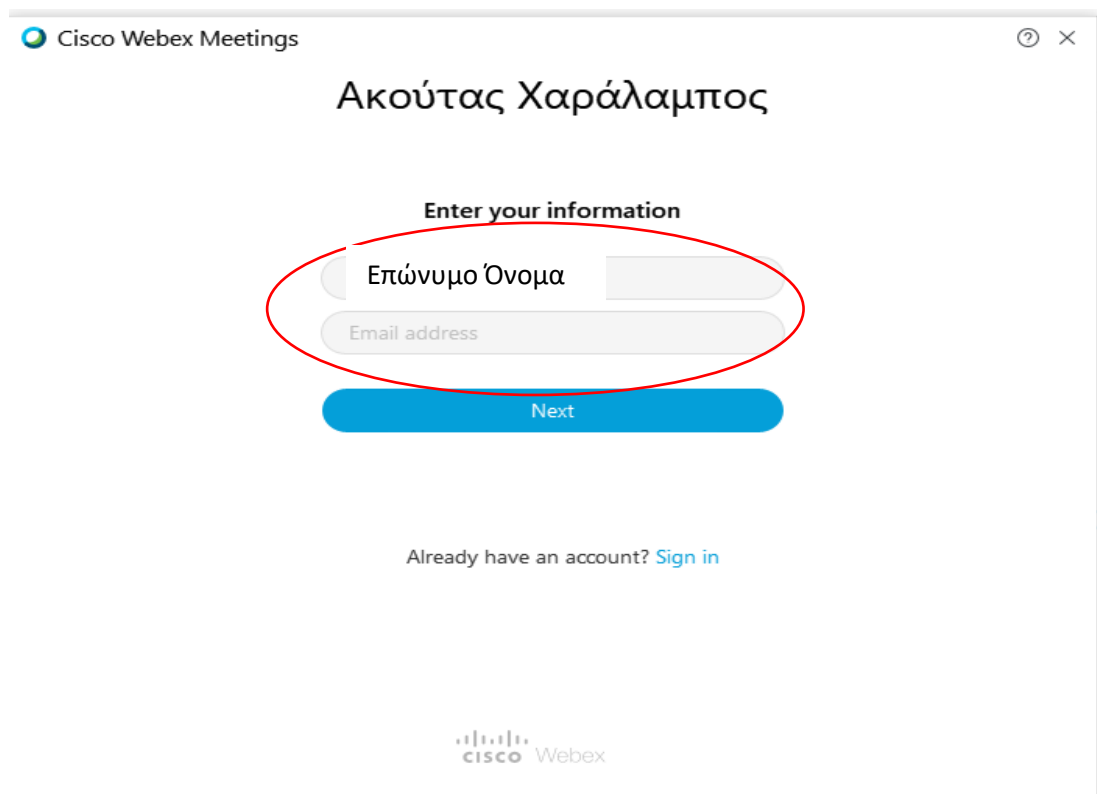 Cisco Webex Meetings
Ακούτας Χαράλαμπος
Enter your information
Επώνυμο Όνομα
Email address
Next
Already have an account? Sign in
cisco Webex